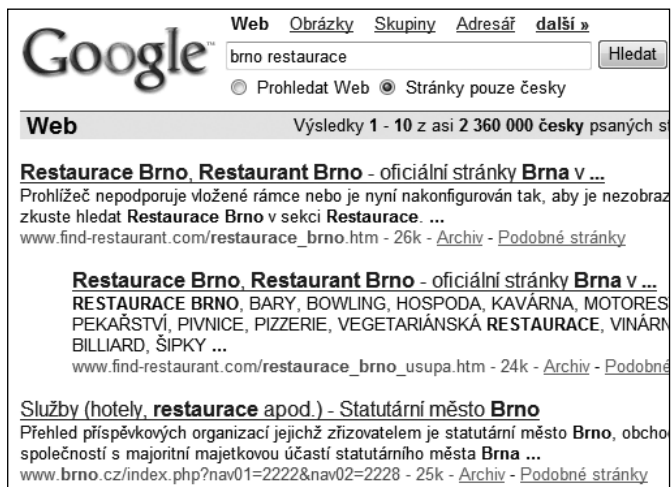 Web Obrázky Skupiny Adresář další »
Google™
brno restaurace Hledat
Prohledat Web Stránky pouze česky
Web Výsledky 1 - 10 z asi 2 360 000 česky psaných
Restaurace Brno, Restaurant Brno - oficiální stránky Brna v ...
Prohlížeč nepodporuje vložené rámce nebo je nyní nakonfigurován tak, aby je nezobraz
zkuste hledat Restaurace Brno v sekci Restaurace. ...
www.find-restaurant.com/restaurace_brno.htm - 26k - Archiv - Podobné stránky
Restaurace Brno, Restaurant Brno - oficiální stránky Brna v ...
RESTAURACE BRNO, BARY, BOWLING, HOSPODA, KAVÁRNA, MOTORES
PEKAŘSTVÍ, PIVNICE, PIZZERIE, VEGETARIÁNSKÁ RESTAURACE, VINÁRN
BILLIARD, ŠIPKY ...
www.find-restaurant.com/restaurace_brno_usupa.htm - 24k - Archiv - Podobné
Služby (hotely, restaurace apod.) - Statutární město Brno
Přehled příspěvkových organizací jejichž zřizovatelem je statutární město Brno, obcho
společností s majoritní majetkovou účastí statutárního města Brna ...
www.brno.cz/index.php?nav01=2222&nav02=2228 - 25k - Archiv - Podobné stránky